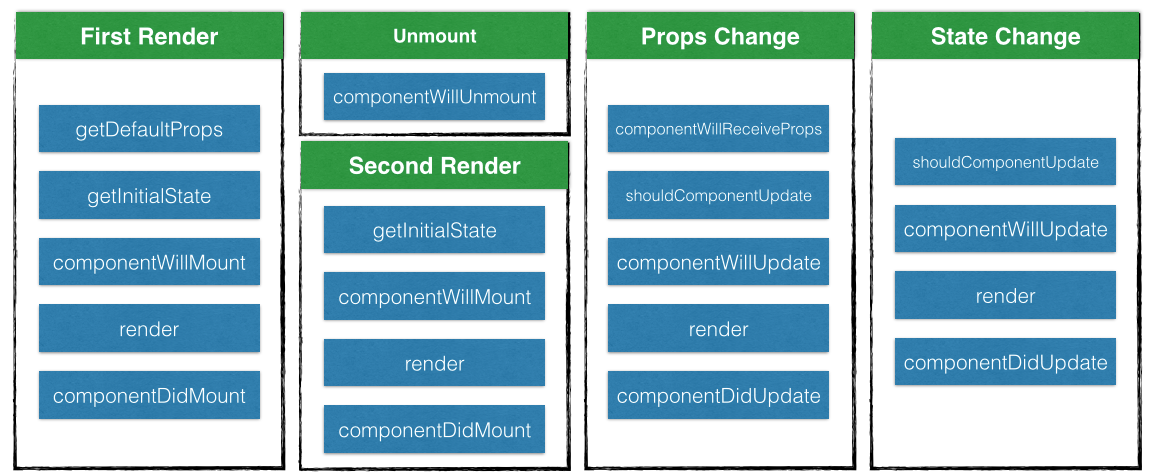 First Render
getDefaultProps
getInitialState
componentWillMount
render
componentDidMount
Unmount
componentWillUnmount
Second Render
getInitialState
componentWillMount
render
componentDidMount
Props Change
componentWillReceiveProps
shouldComponentUpdate
componentWillUpdate
render
componentDidUpdate
State Change
shouldComponentUpdate
componentWillUpdate
render
componentDidUpdate